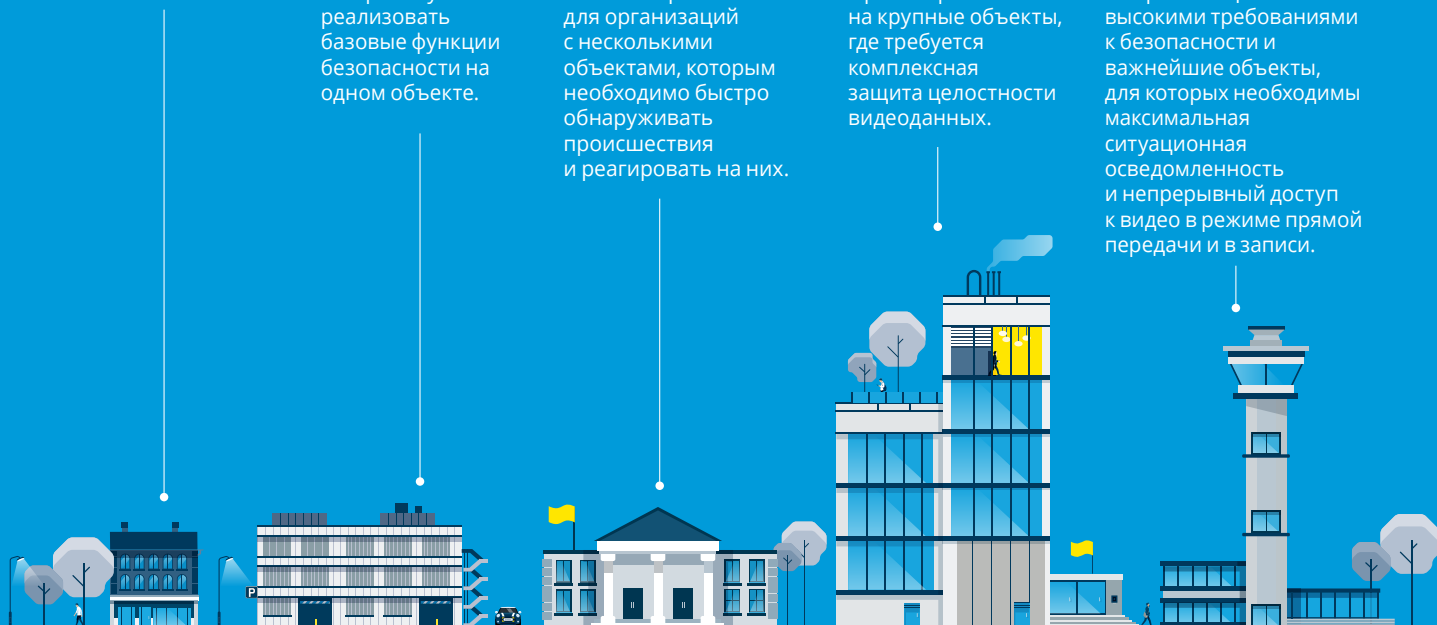 реализовать
базовые функции
безопасности на
одном объекте.
для организаций
с несколькими
объектами, которым
необходимо быстро
обнаруживать
происшествия
и реагировать на них.
на крупные объекты,
где требуется
комплексная
защита целостности
видеоданных.
высокими требованиями
к безопасности и
важнейшие объекты,
для которых необходимы
максимальная
ситуационная
осведомленность
и непрерывный доступ
к видео в режиме прямой
передачи и в записи.
P